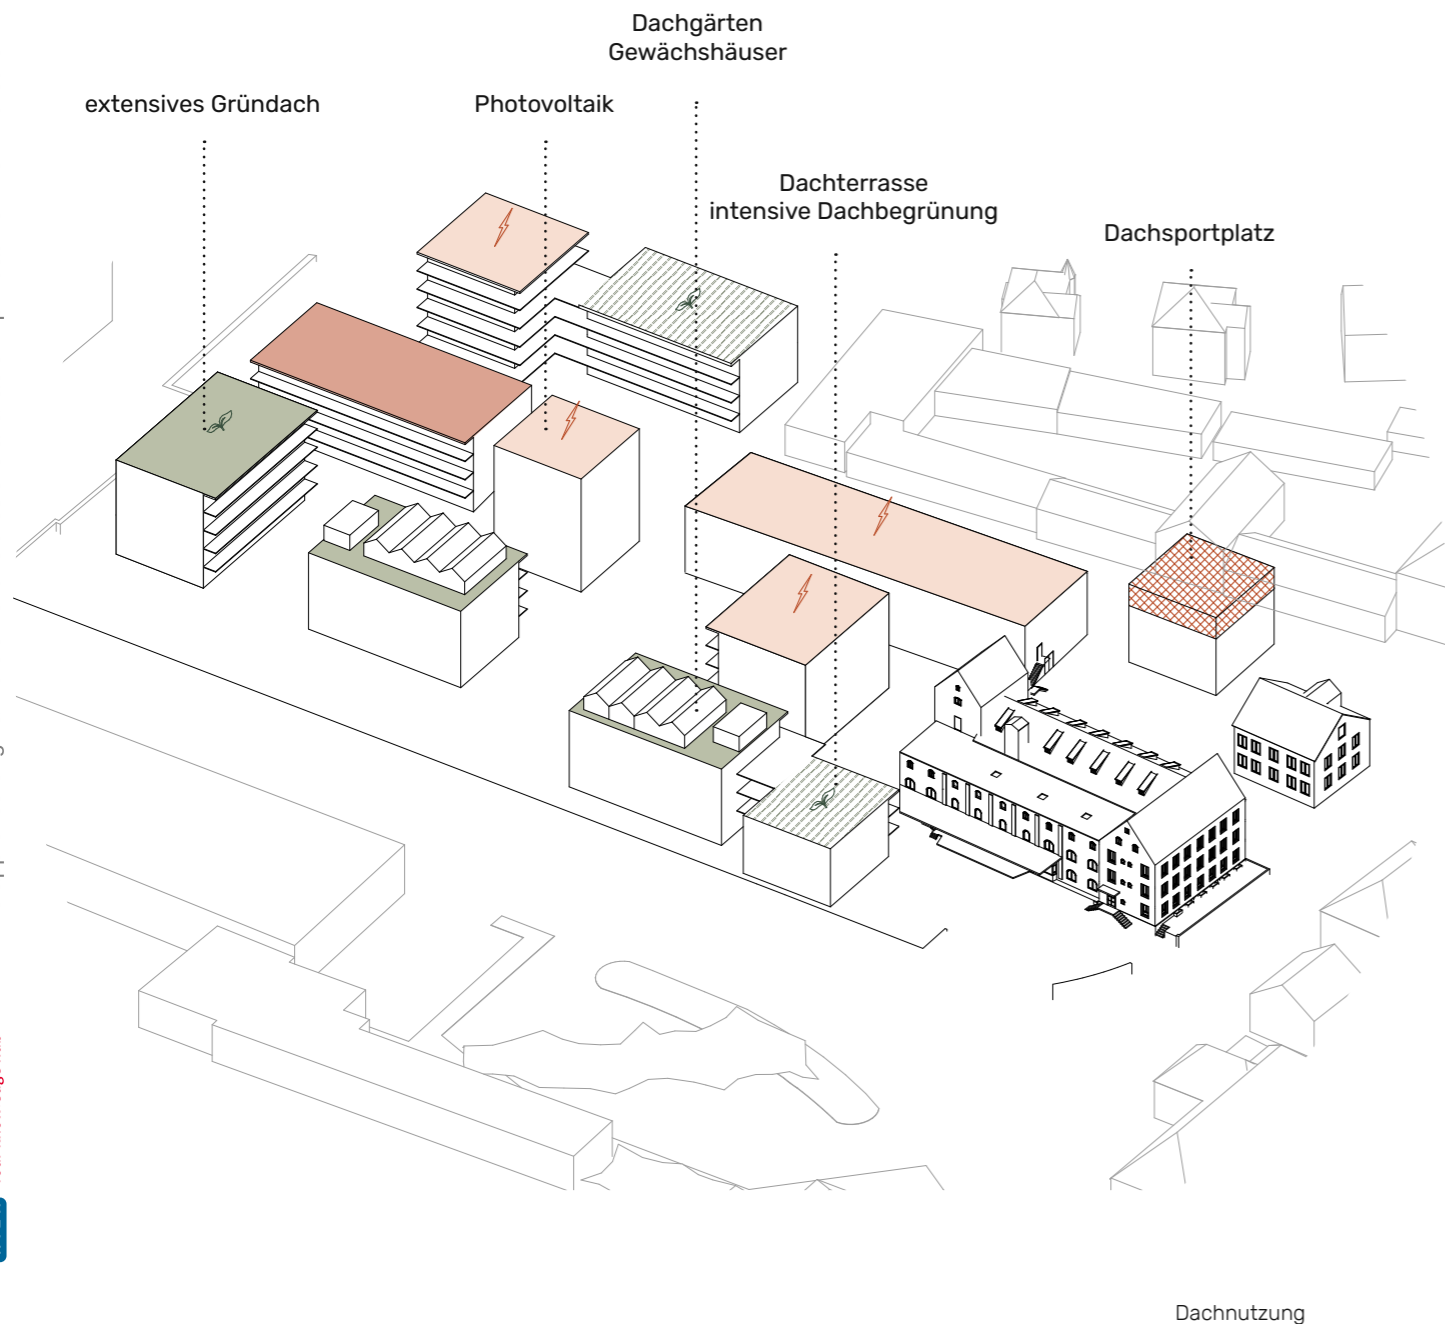 Dachgärten
Gewächshäuser
extensives Gründach
Photovoltaik
Dachterrasse
intensive Dachbegrünung
Dachsportplatz
Dachnutzung